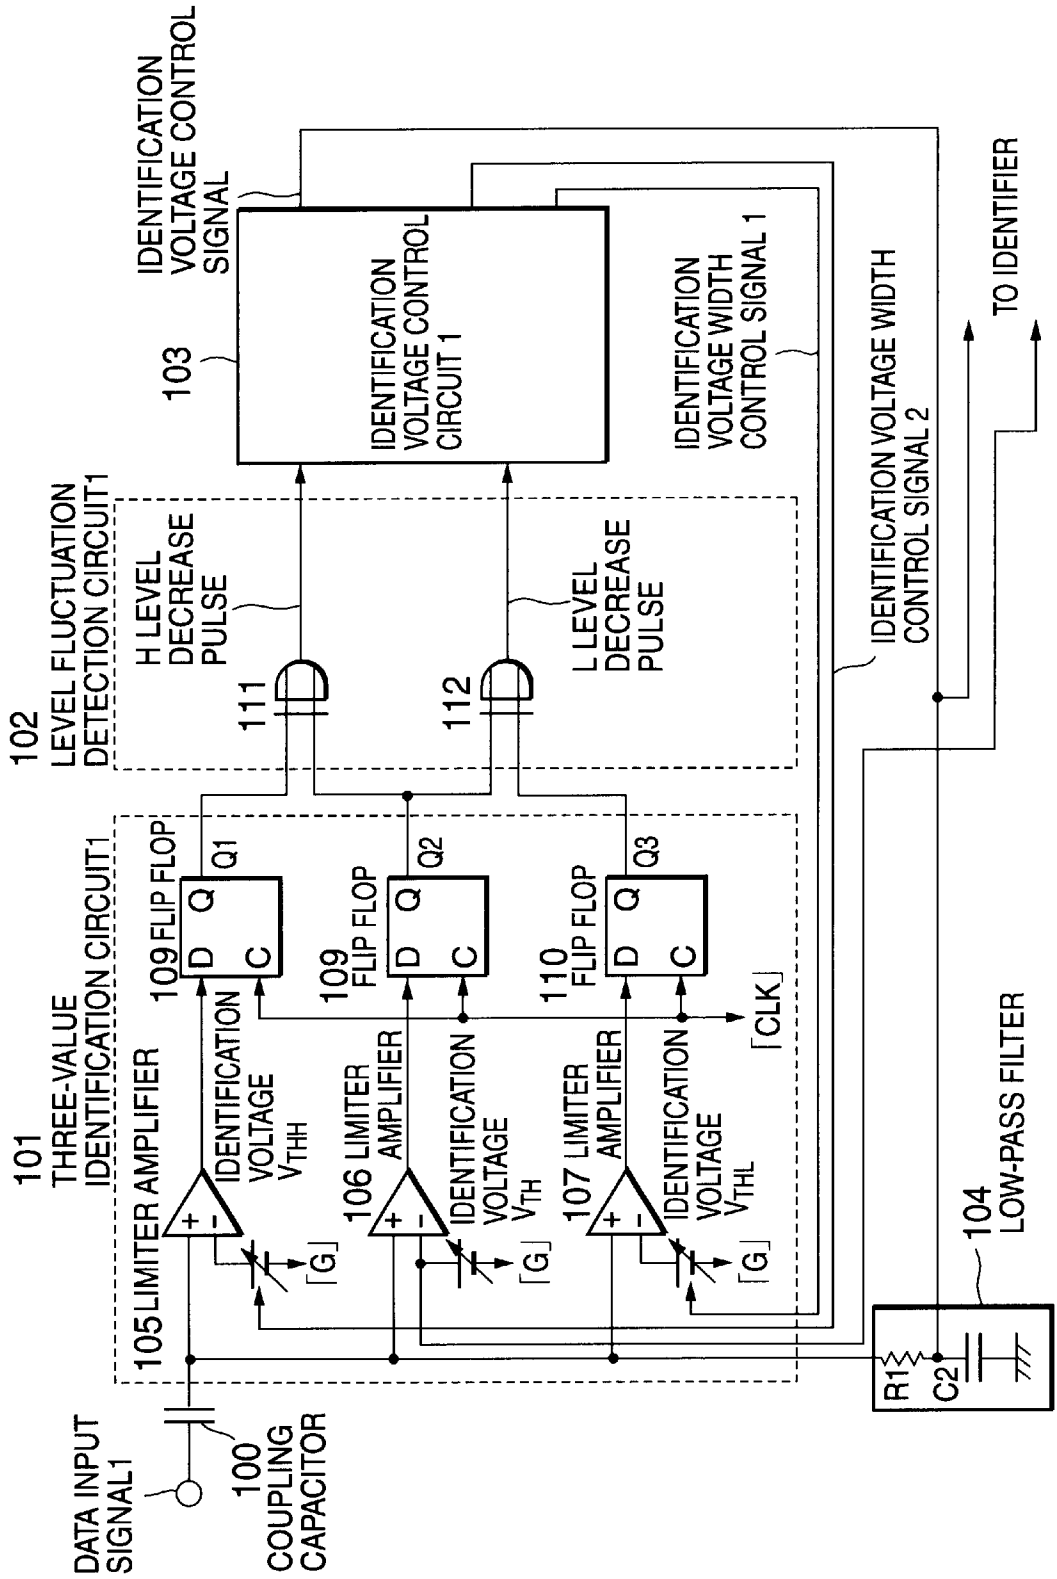 DATA INPUT
SIGNAL1
100
COUPLING
CAPACITOR
101
THREE-VALUE
IDENTIFICATION CIRCUIT1
105 LIMITER AMPLIFIER
+
−
「G」
IDENTIFICATION
VOLTAGE
VTHH
109 FLIP FLOP
D
Q
C
Q1
106 LIMITER
AMPLIFIER
+
−
「G」
IDENTIFICATION
VOLTAGE
VTH
109
FLIP FLOP
D
Q
C
Q2
107 LIMITER
AMPLIFIER
+
−
「G」
IDENTIFICATION
VOLTAGE
VTHL
110
FLIP FLOP
D
Q
C
Q3
「CLK」
102
LEVEL FLUCTUATION
DETECTION CIRCUIT1
111
H LEVEL
DECREASE
PULSE
112
L LEVEL
DECREASE
PULSE
103
IDENTIFICATION
VOLTAGE CONTROL
CIRCUIT 1
IDENTIFICATION
VOLTAGE CONTROL
SIGNAL
IDENTIFICATION
VOLTAGE WIDTH
CONTROL SIGNAL 1
IDENTIFICATION VOLTAGE WIDTH
CONTROL SIGNAL 2
TO IDENTIFIER
104
LOW-PASS FILTER
R1
C2